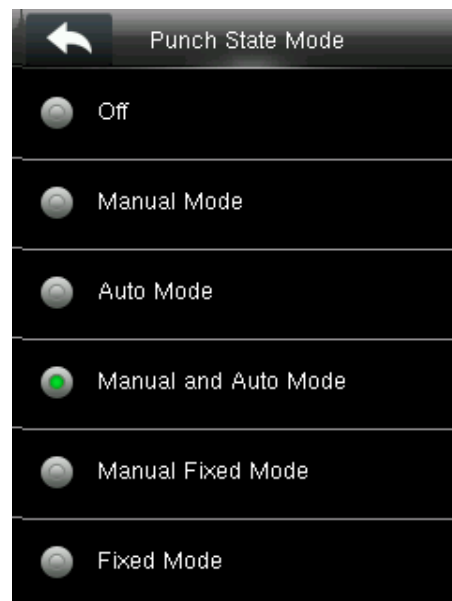 Punch State Mode
Off
Manual Mode
Auto Mode
Manual and Auto Mode
Manual Fixed Mode
Fixed Mode